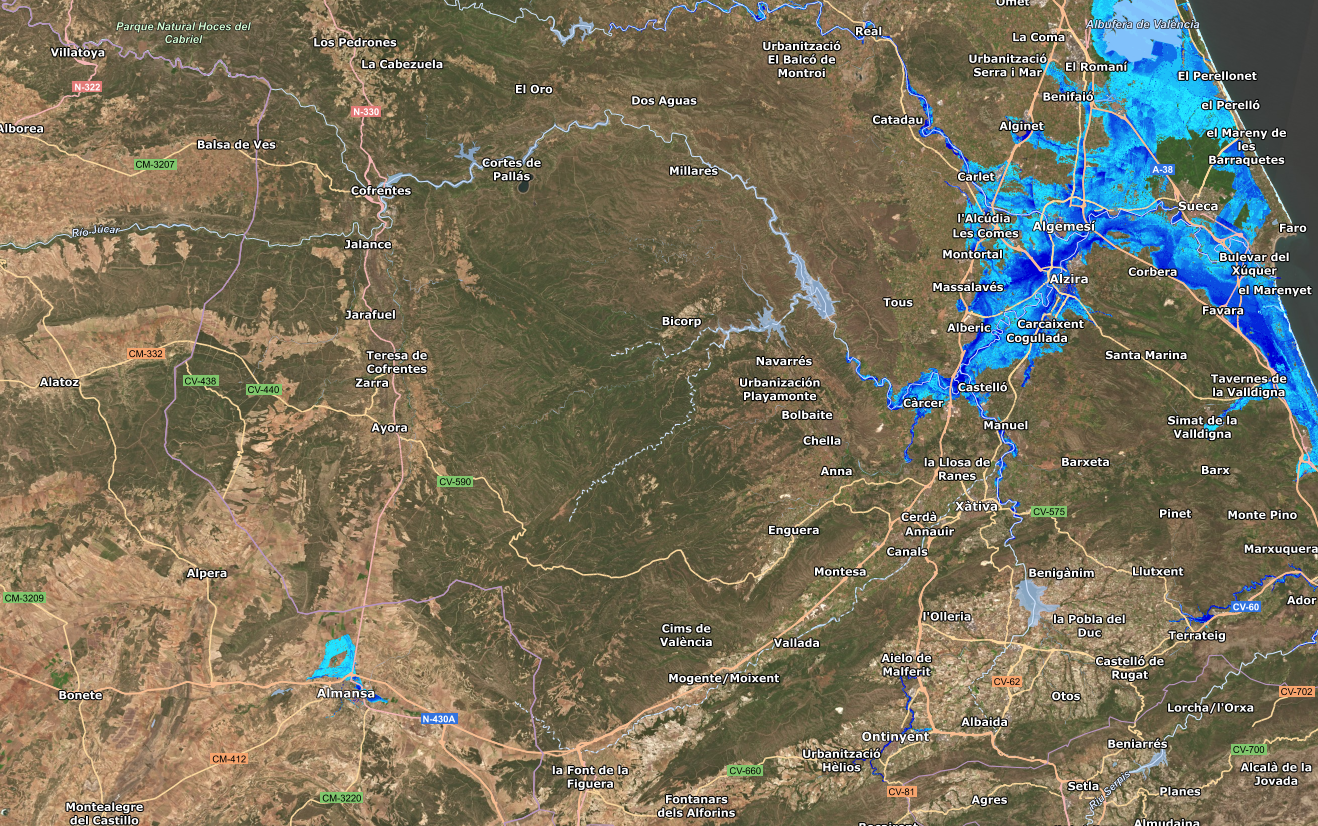 Omet
Parque Natural Hoces del
Cabriel
Albufera de València
Real
La Coma
Los Pedrones
Villatoya
Urbanització
El Balcó de
Montroi
Urbanització
Serra i Mar
El Romaní
La Cabezuela
El Perellonet
N-322
El Oro
Dos Aguas
Benifaió
el Perelló
N-330
Catadau
Alginet
Alborea
el Mareny de
les
Barraquetes
Balsa de Ves
CM-3207
Cortes de
Pallás
Millares
A-38
Carlet
Cofrentes
Sueca
l'Alcúdia
Les Comes
Algemesí
Faro
Río Júcar
Jalance
Montortal
Bulevar del
Xúquer
Corbera
Alzira
Massalavés
el Marenyet
Tous
Favara
Jarafuel
Bicorp
Alberic
Carcaixent
Cogullada
CM-332
Teresa de
Cofrentes
Zarra
Navarrés
Santa Marina
Alatoz
CV-438
CV-440
Urbanización
Playamonte
Castelló
Tavernes de
la Valldigna
Càrcer
Bolbaite
Ayora
Manuel
Simat de la
Valldigna
Chella
Anna
la Llosa de
Ranes
Barxeta
Barx
CV-590
Xàtiva
CV-575
Pinet
Monte Pino
Enguera
Cerdà
Annauir
Canals
Marxuquera
Alpera
Montesa
Benigànim
Llutxent
CM-3209
CV-60
Ador
l'Olleria
la Pobla del
Duc
Cims de
València
Vallada
Terrateig
Aielo de
Malferit
Castelló de
Rugat
Mogente/Moixent
CV-62
Bonete
Almansa
Otos
CV-702
Lorcha/l'Orxa
N-430A
Albaida
Ontinyent
Beniarrés
CV-700
CM-412
Urbanització
Hèlios
la Font de la
Figuera
CV-660
Alcalà de la
Jovada
Setla
Río Serpis
Planes
CV-81
CM-3220
Agres
Fontanars
dels Alforins
Montealegre
del Castillo
Almudaina